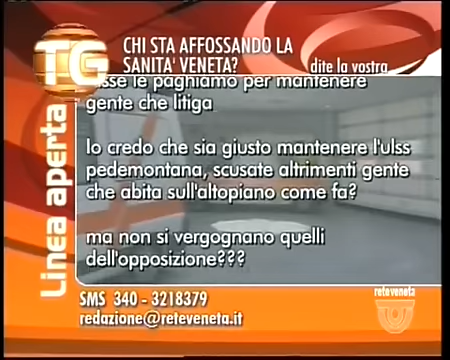 TG
Linea aperta
CHI STA AFFOSSANDO LA
SANITA' VENETA?
dite la vostra
le paghiamo per mantenere
gente che litiga
Io credo che sia giusto mantenere l'ulss
pedemontana, scusate altrimenti gente
che abita sull'altopiano come fa?
ma non si vergognano quelli
dell'opposizione???
SMS 340 - 3218379
redazione@reteveneta.it
reteveneta